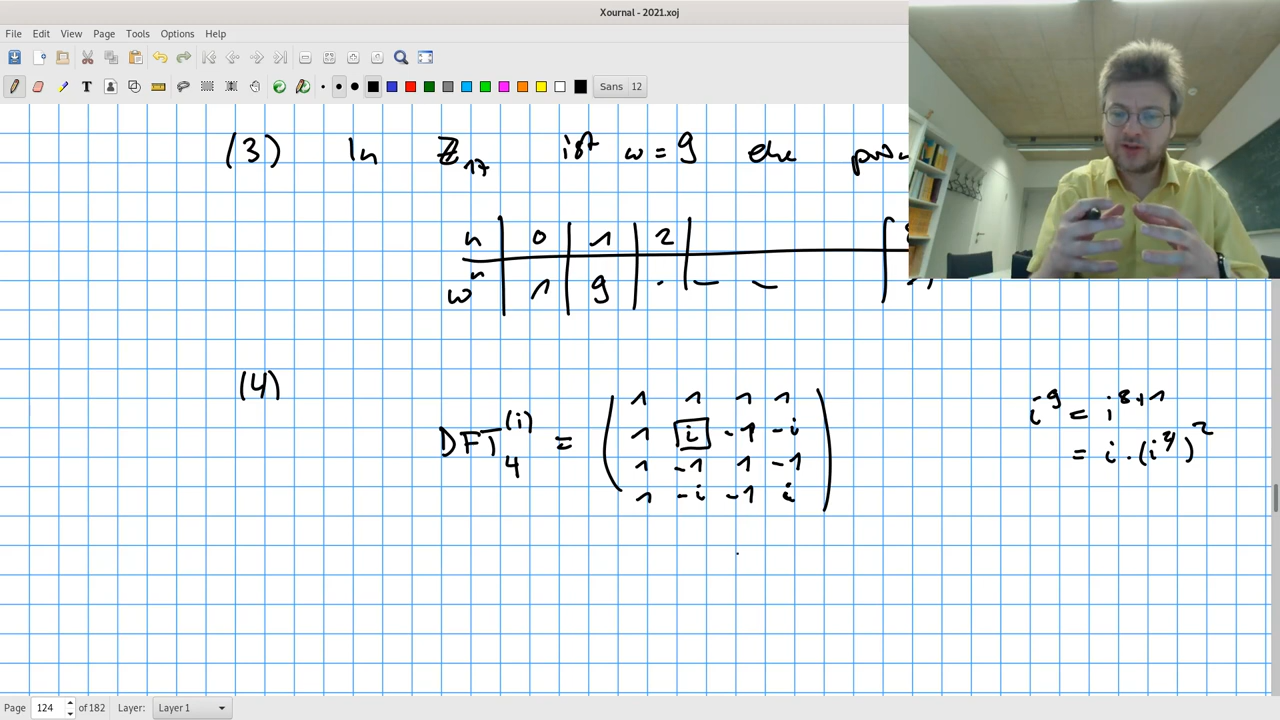 Xournal - 2021.xoj
File Edit View Page Tools Options Help
Sans 12
(3) In ℤ₁₇ ist w = 9 eine
n | 0 | 1 | 2 |
wⁿ | 1 | 9 | . | – –
(4)
DFT₄⁽ⁱ⁾ =
1 1 1 1
1 i -1 -i
1 -1 1 -1
1 -i -1 i
i⁹ = i⁸⁺¹
= i · (i⁴)²
Page 124 of 182 Layer: Layer 1